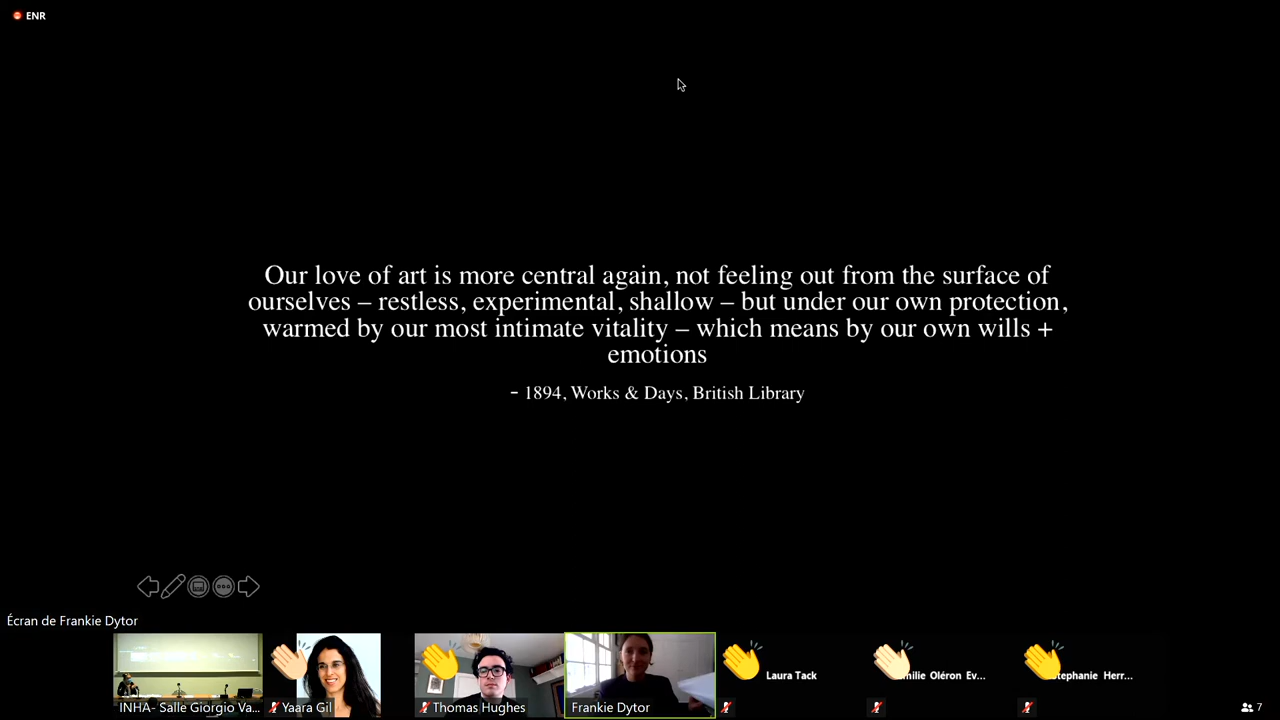 ENR
Our love of art is more central again, not feeling out from the surface of
ourselves – restless, experimental, shallow – but under our own protection,
warmed by our most intimate vitality – which means by our own wills +
emotions
– 1894, Works & Days, British Library
Écran de Frankie Dytor
INHA- Salle Giorgio Va...
Yaara Gil
Thomas Hughes
Frankie Dytor
Laura Tack
milie Oléron Ev...
tephanie Herr...
7